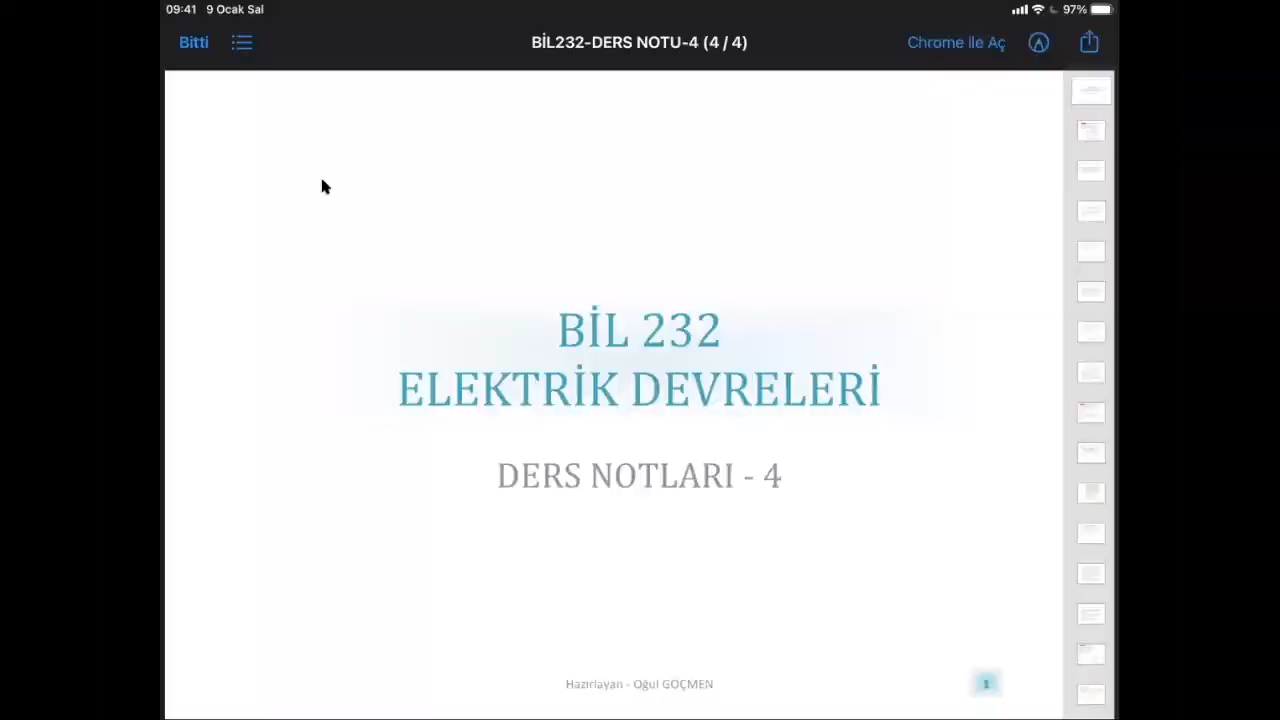 09:41 9 Ocak Sal 97%
Bitti BİL232-DERS NOTU-4 (4 / 4) Chrome İle Aç
BİL 232
ELEKTRİK DEVRELERİ
DERS NOTLARI - 4
Hazırlayan - Oğul GÖÇMEN 1